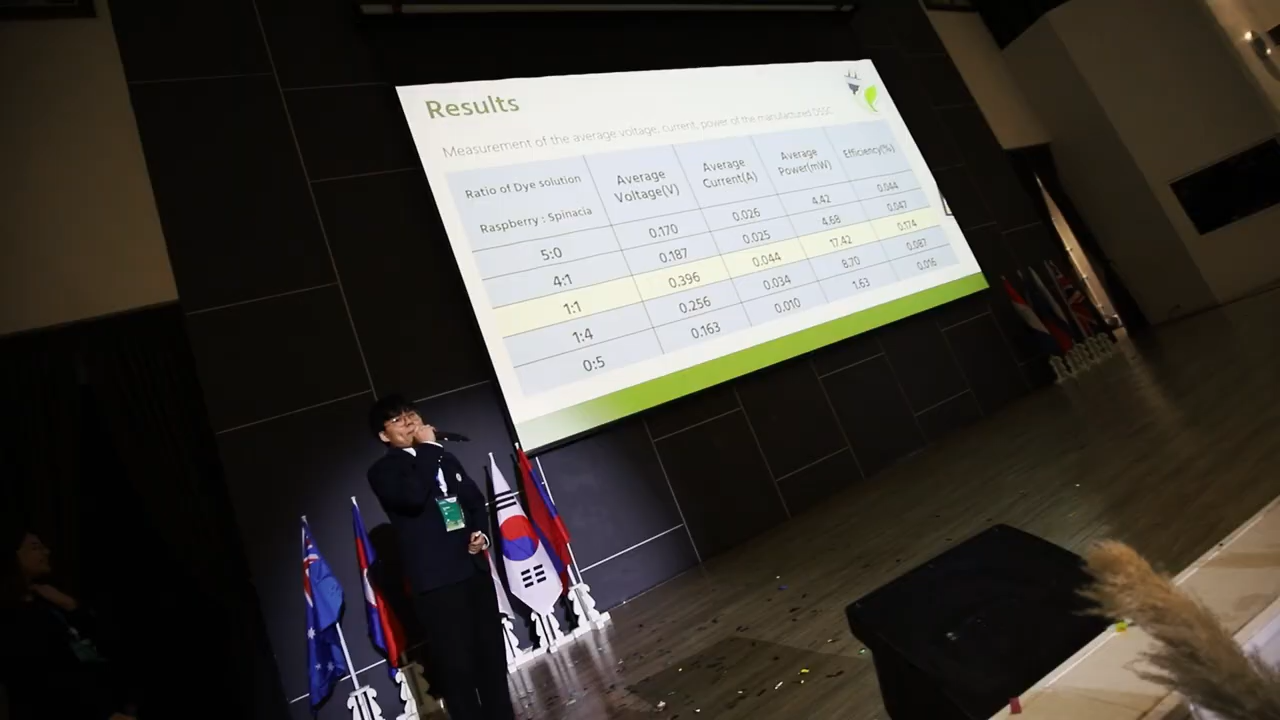 Results
Measurement of the average voltage, current, power of the manufactured DSSC
Ratio of Dye solution Raspberry : Spinacia | Average Voltage(V) | Average Current(A) | Average Power(mW) | Efficiency(%)
5:0 | 0.170 | 0.026 | 4.42 | 0.044
4:1 | 0.187 | 0.025 | 4.68 | 0.047
1:1 | 0.396 | 0.044 | 17.42 | 0.174
1:4 | 0.256 | 0.034 | 8.70 | 0.087
0:5 | 0.163 | 0.010 | 1.63 | 0.016